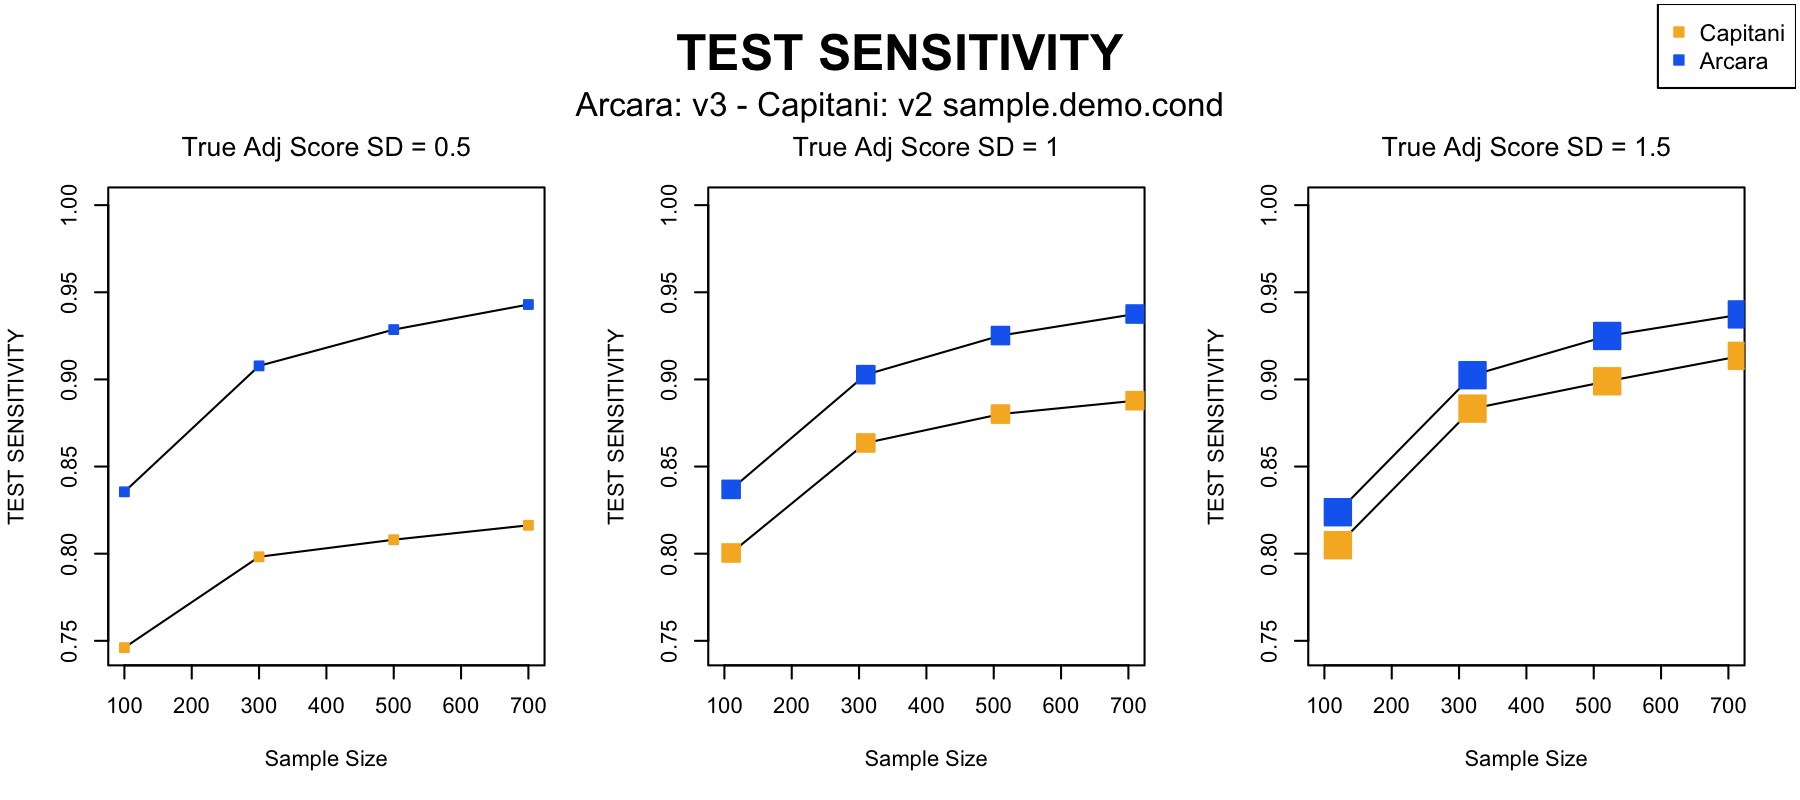 TEST SENSITIVITY
Arcara: v3 - Capitani: v2 sample.demo.cond
Capitani
Arcara
True Adj Score SD = 0.5
TEST SENSITIVITY
1.00
0.95
0.90
0.85
0.80
0.75
100 200 300 400 500 600 700
Sample Size
True Adj Score SD = 1
TEST SENSITIVITY
1.00
0.95
0.90
0.85
0.80
0.75
100 200 300 400 500 600 700
Sample Size
True Adj Score SD = 1.5
TEST SENSITIVITY
1.00
0.95
0.90
0.85
0.80
0.75
100 200 300 400 500 600 700
Sample Size